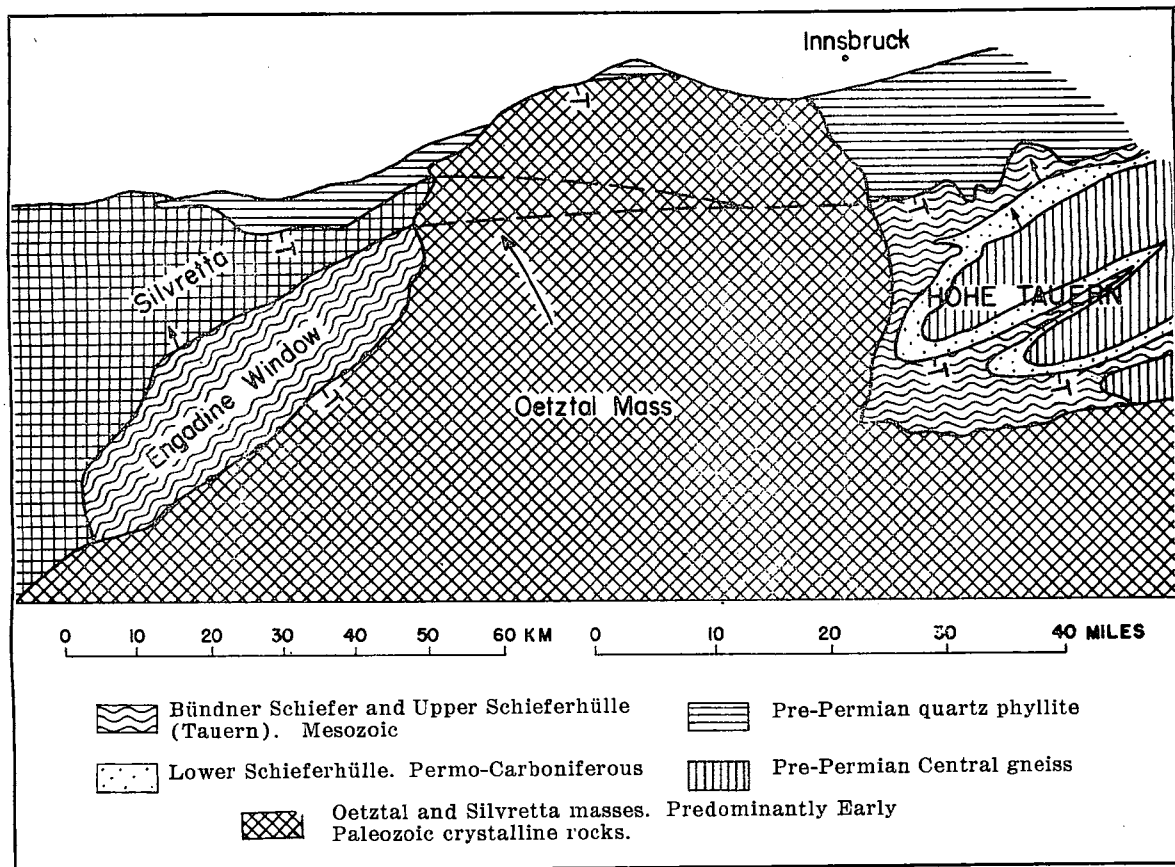 Innsbruck
Silvretta
Engadine Window
HOHE TAUERN
Oetztal Mass
0 10 20 30 40 50 60 KM 0 10 20 30 40 MILES
Bündner Schiefer and Upper Schieferhülle
(Tauern). Mesozoic
Pre-Permian quartz phyllite
Lower Schieferhülle. Permo-Carboniferous
Pre-Permian Central gneiss
Oetztal and Silvretta masses. Predominantly Early
Paleozoic crystalline rocks.